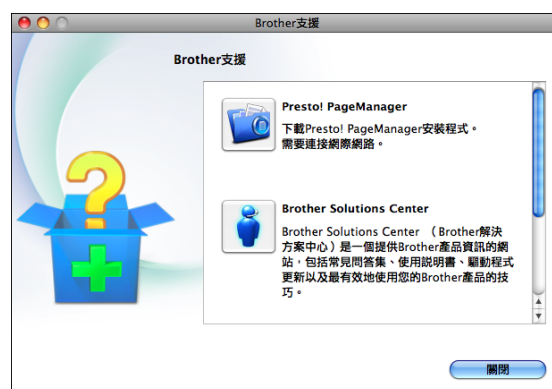 Brother支援
Brother支援
Presto! PageManager
下載Presto! PageManager安裝程式。
需要連接網際網路。
Brother Solutions Center
Brother Solutions Center （Brother解決
方案中心）是一個提供Brother產品資訊的網
站，包括常見問答集、使用說明書、驅動程式
更新以及最有效地使用您的Brother產品的技
巧。
關閉